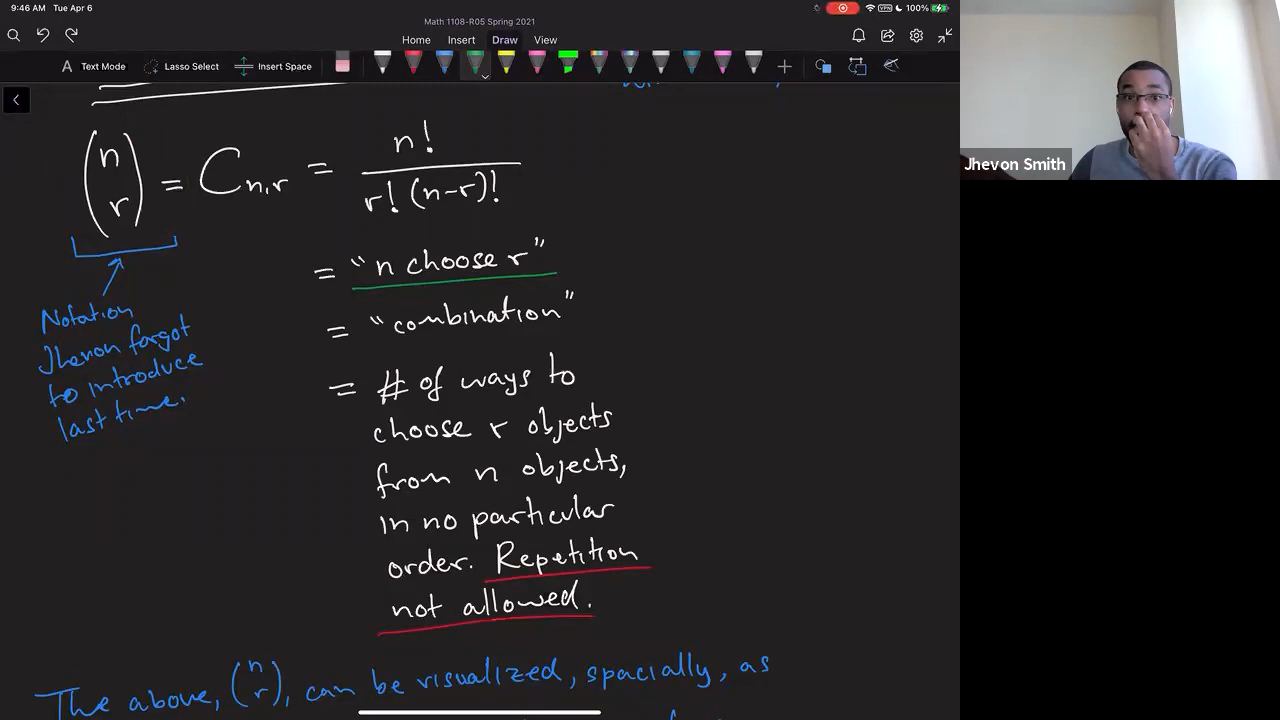 9:46 AM Tue Apr 6
VPN 100%
Math 1108-R05 Spring 2021
Home Insert Draw View
Text Mode Lasso Select Insert Space
Jhevon Smith
(n r) = C n,r = n! / r! (n-r)!
= "n choose r"
= "combination"
= # of ways to
choose r objects
from n objects,
in no particular
order. Repetition
not allowed.
Notation
Jhevon forgot
to introduce
last time.
The above, (n r), can be visualized, spacially, as